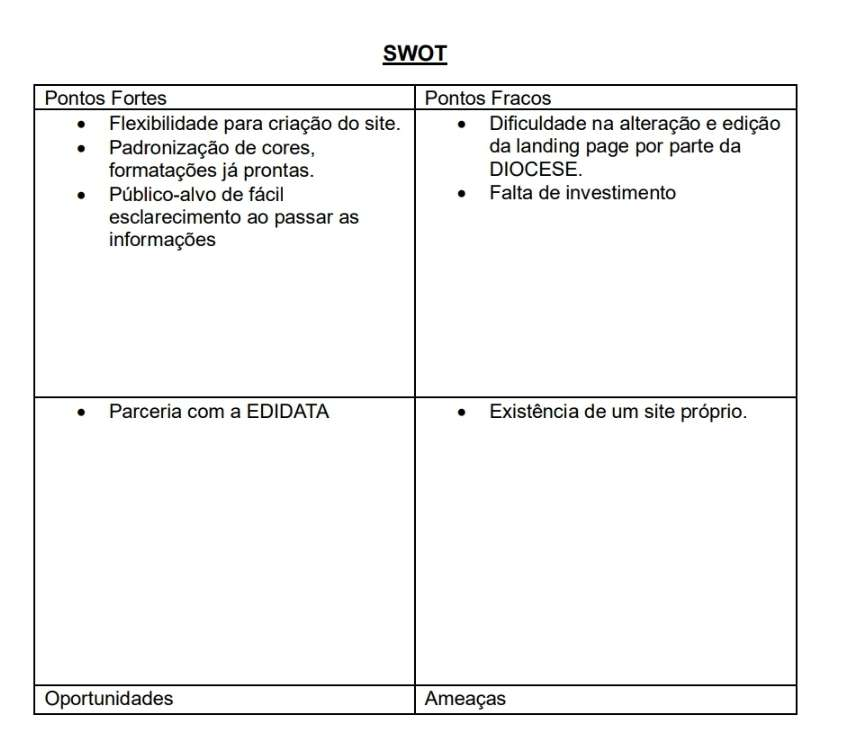 SWOT
Pontos Fortes
Pontos Fracos
• Flexibilidade para criação do site.
• Padronização de cores,
formatações já prontas.
• Público-alvo de fácil
esclarecimento ao passar as
informações
• Dificuldade na alteração e edição
da landing page por parte da
DIOCESE.
• Falta de investimento
• Parceria com a EDIDATA
• Existência de um site próprio.
Oportunidades
Ameaças